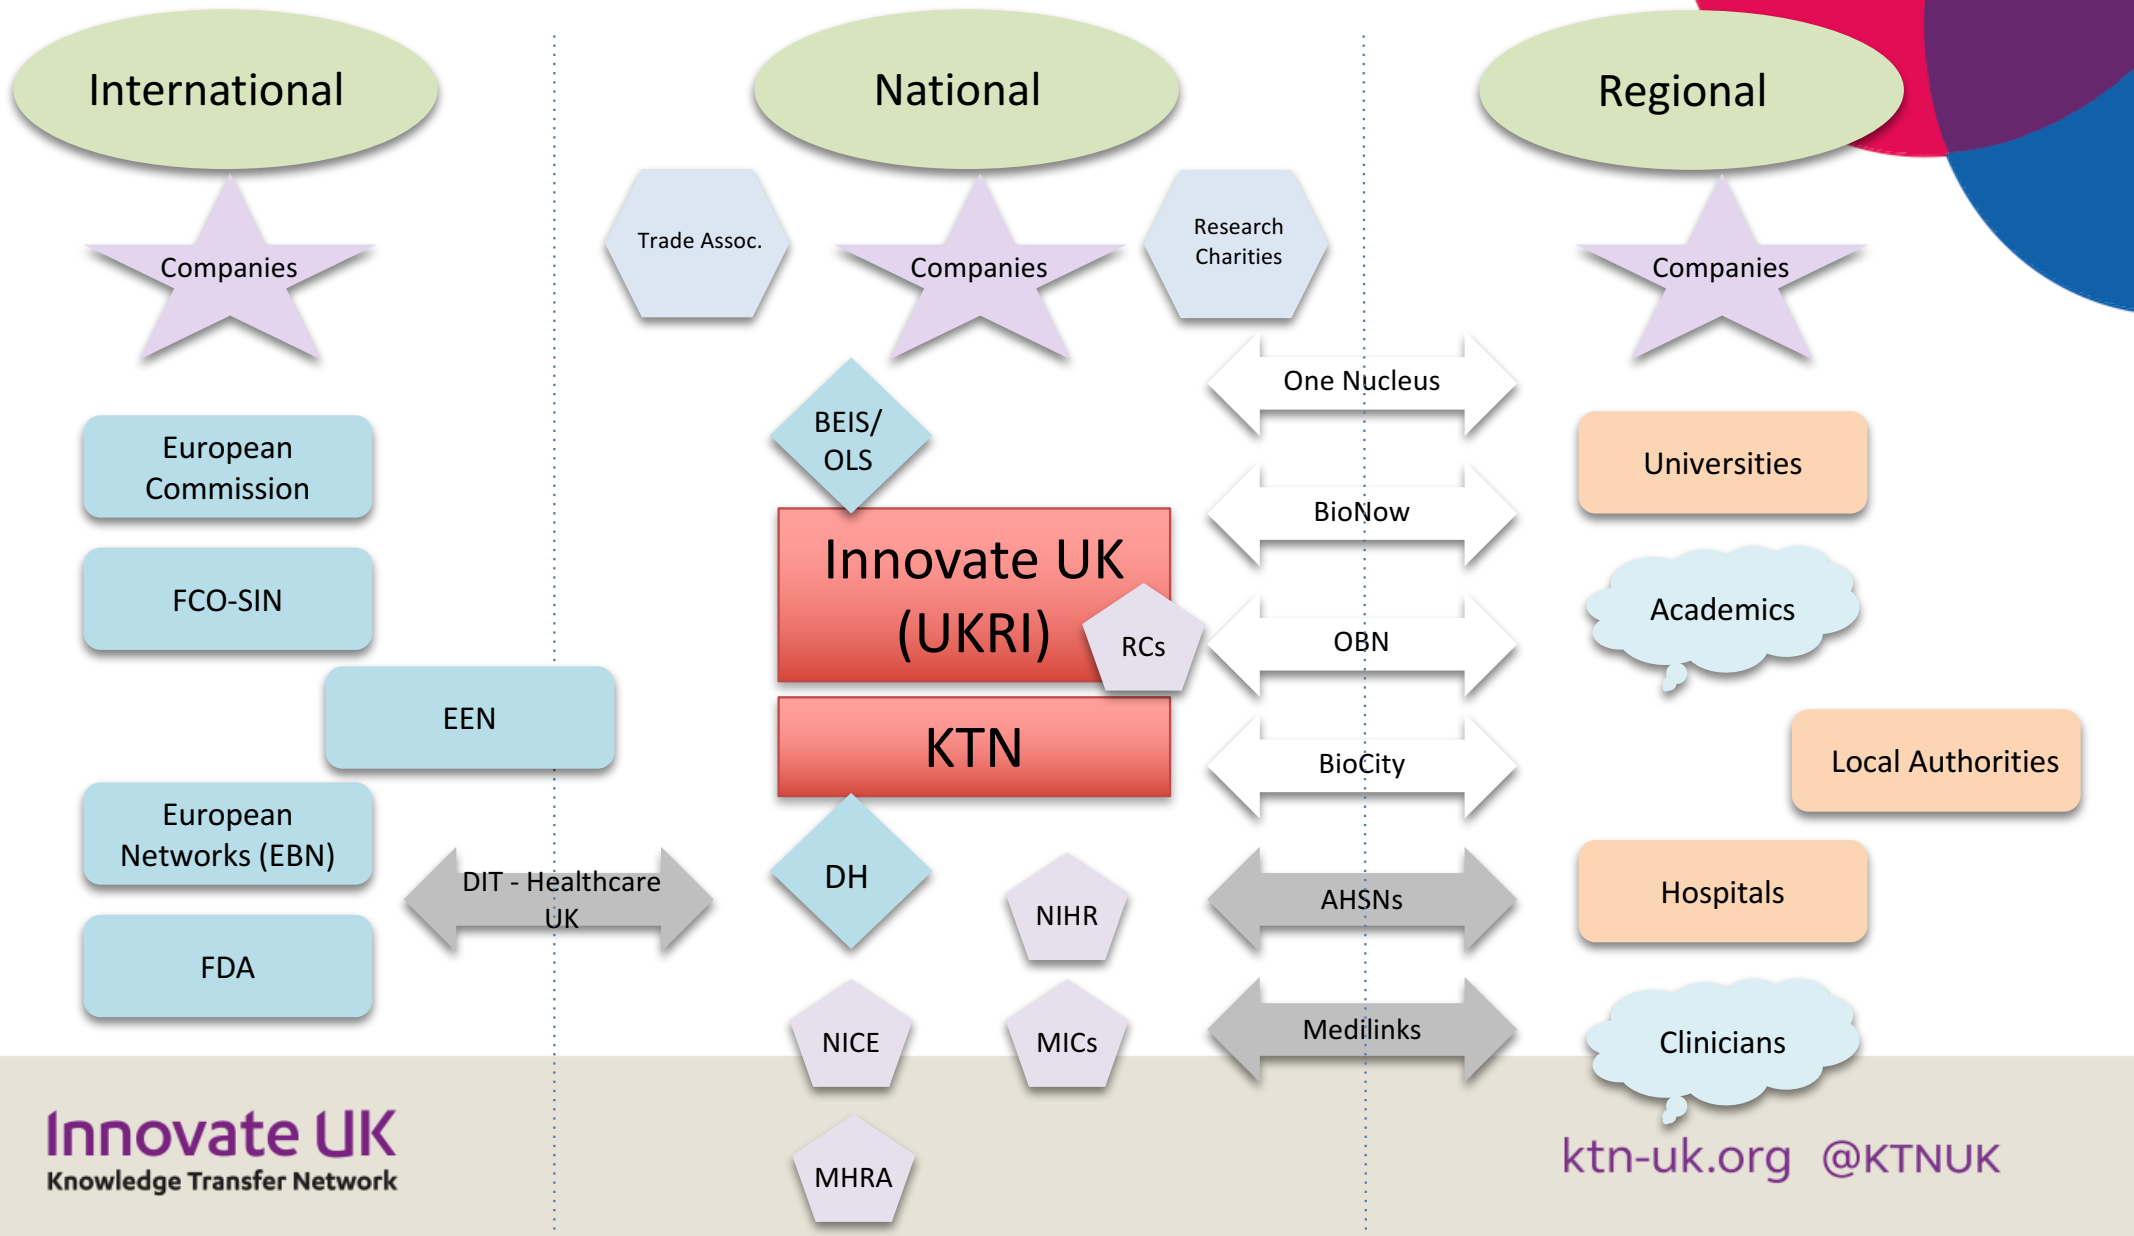 International
National
Regional
Companies
Trade Assoc.
Companies
Research
Charities
Companies
One Nucleus
BEIS/
OLS
European
Commission
Universities
BioNow
Innovate UK
(UKRI)
FCO-SIN
RCs
OBN
Academics
EEN
KTN
BioCity
Local Authorities
European
Networks (EBN)
DIT - Healthcare
UK
DH
NIHR
AHSNs
Hospitals
FDA
NICE
MICs
Medilinks
Clinicians
MHRA
Innovate UK
Knowledge Transfer Network
ktn-uk.org @KTNUK